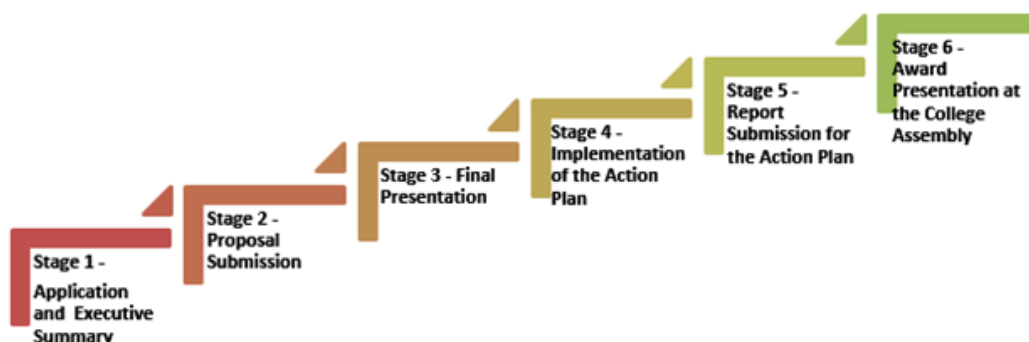 Stage 1 -
Application
and Executive
Summary
Stage 2 -
Proposal
Submission
Stage 3 - Final
Presentation
Stage 4 -
Implementation
of the Action
Plan
Stage 5 -
Report
Submission for
the Action Plan
Stage 6 -
Award
Presentation at
the College
Assembly